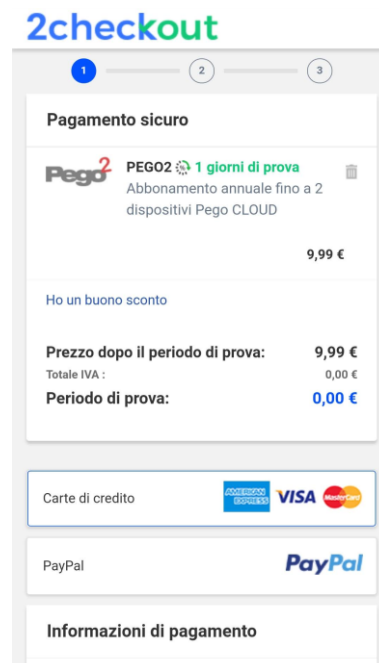 2checkout
1 2 3
Pagamento sicuro
Pego2
PEGO2 1 giorni di prova
Abbonamento annuale fino a 2
dispositivi Pego CLOUD
9,99 €
Ho un buono sconto
Prezzo dopo il periodo di prova: 9,99 €
Totale IVA : 0,00 €
Periodo di prova: 0,00 €
Carte di credito AMERICAN EXPRESS VISA MasterCard
PayPal PayPal
Informazioni di pagamento